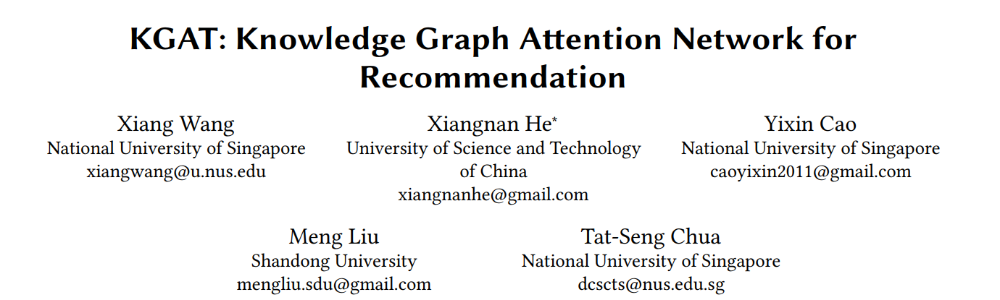 KGAT: Knowledge Graph Attention Network for
Recommendation
Xiang Wang
National University of Singapore
xiangwang@u.nus.edu
Xiangnan He*
University of Science and Technology
of China
xiangnanhe@gmail.com
Yixin Cao
National University of Singapore
caoyixin2011@gmail.com
Meng Liu
Shandong University
mengliu.sdu@gmail.com
Tat-Seng Chua
National University of Singapore
dcscts@nus.edu.sg